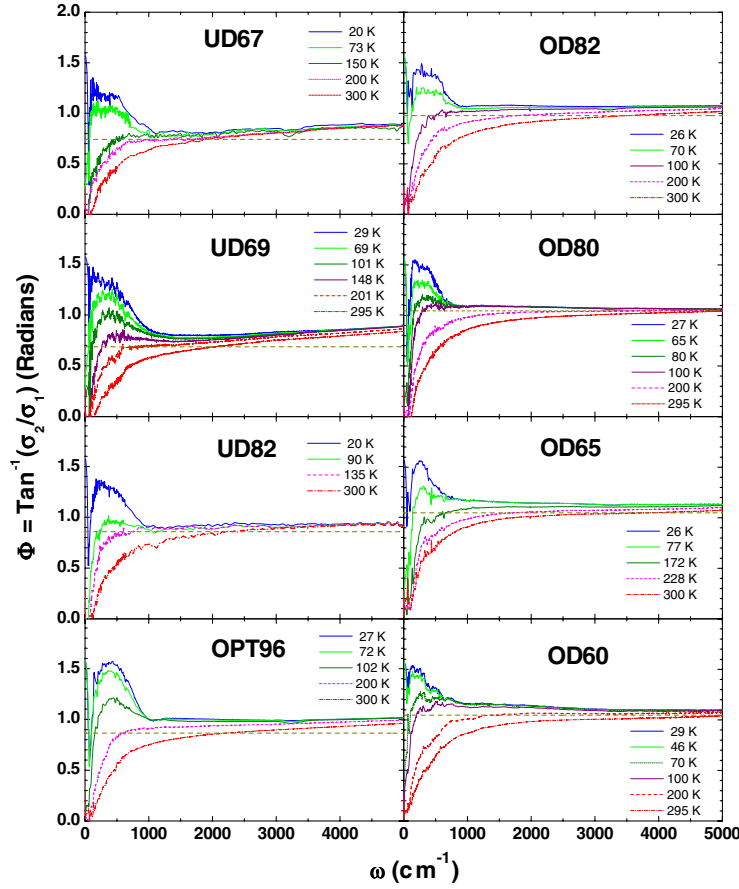 2.0
1.5
1.0
0.5
0.0
UD67
20 K
73 K
150 K
200 K
300 K
OD82
26 K
70 K
100 K
200 K
300 K
1.5
1.0
0.5
0.0
UD69
29 K
69 K
101 K
148 K
201 K
295 K
OD80
27 K
65 K
80 K
100 K
200 K
295 K
1.5
1.0
0.5
0.0
UD82
20 K
90 K
135 K
300 K
OD65
26 K
77 K
172 K
228 K
300 K
1.5
1.0
0.5
0.0
OPT96
27 K
72 K
102 K
200 K
300 K
OD60
29 K
46 K
70 K
100 K
200 K
295 K
0 1000 2000 3000 4000 0 1000 2000 3000 4000 5000
Φ = Tan⁻¹(σ₂/σ₁) (Radians)
ω (cm⁻¹)